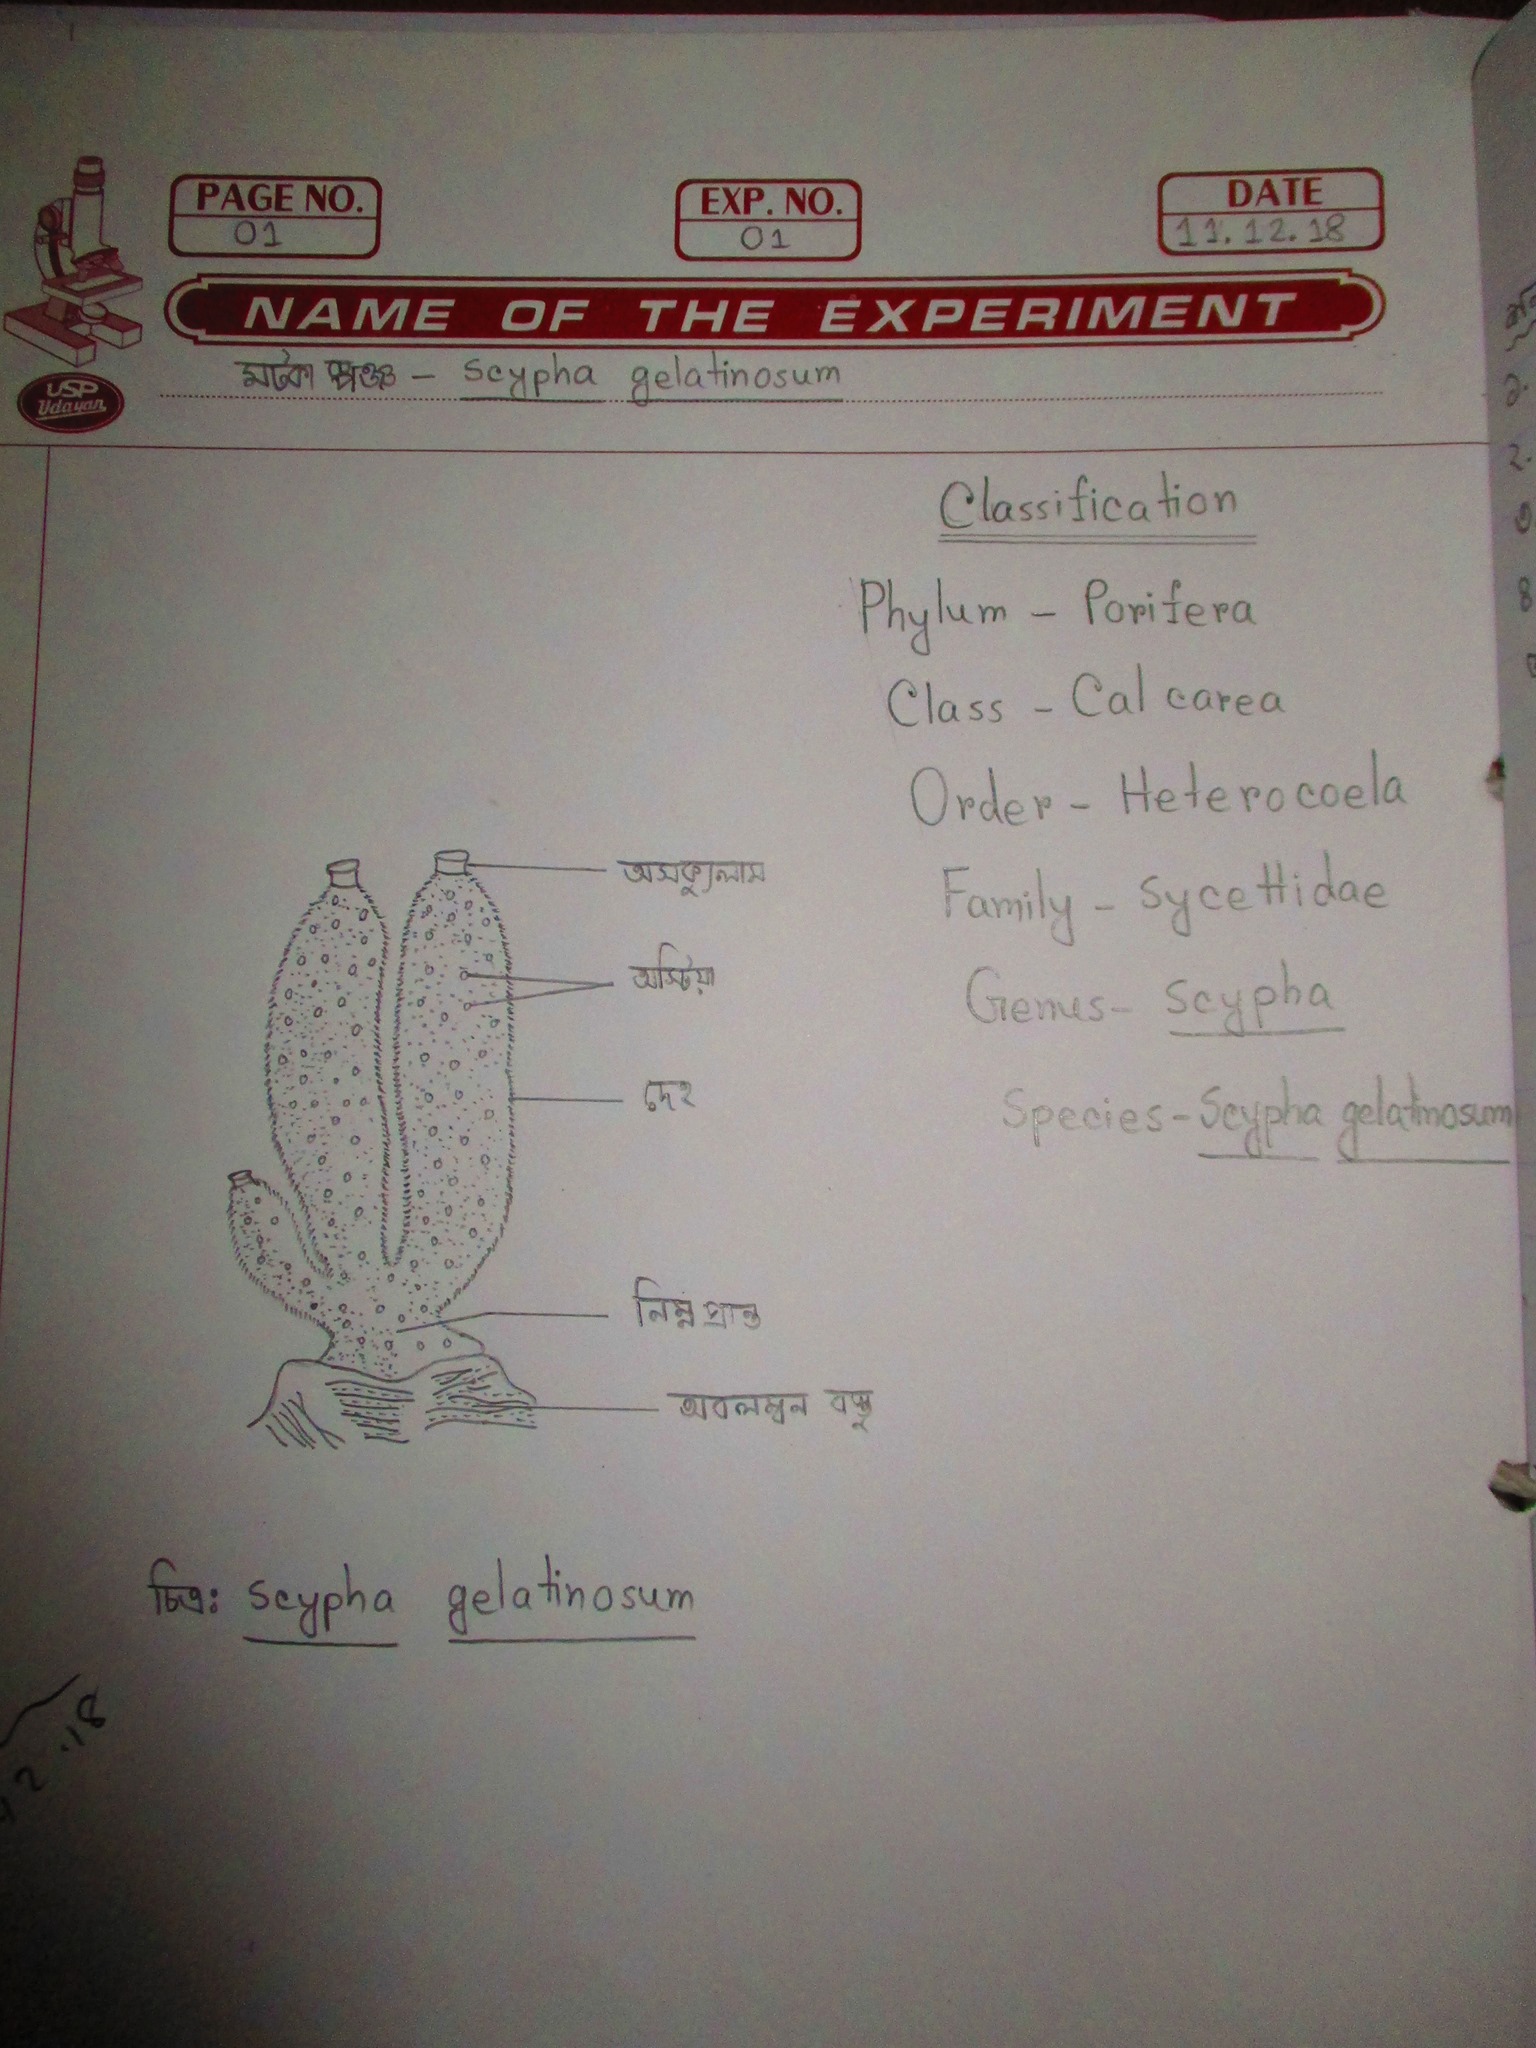 PAGE NO.
01
EXP. NO.
01
DATE
11.12.18
NAME OF THE EXPERIMENT
USP
Udayan
মটকা স্পঞ্জ - Scypha gelatinosum
Classification
Phylum - Porifera
Class - Calcarea
Order - Heterocoela
Family - Sycettidae
Genus - Scypha
Species - Scypha gelatinosum
অসক্যুলাম
অস্টিয়া
দেহ
নিম্ন প্রান্ত
অবলম্বন বস্তু
চিত্র: Scypha gelatinosum